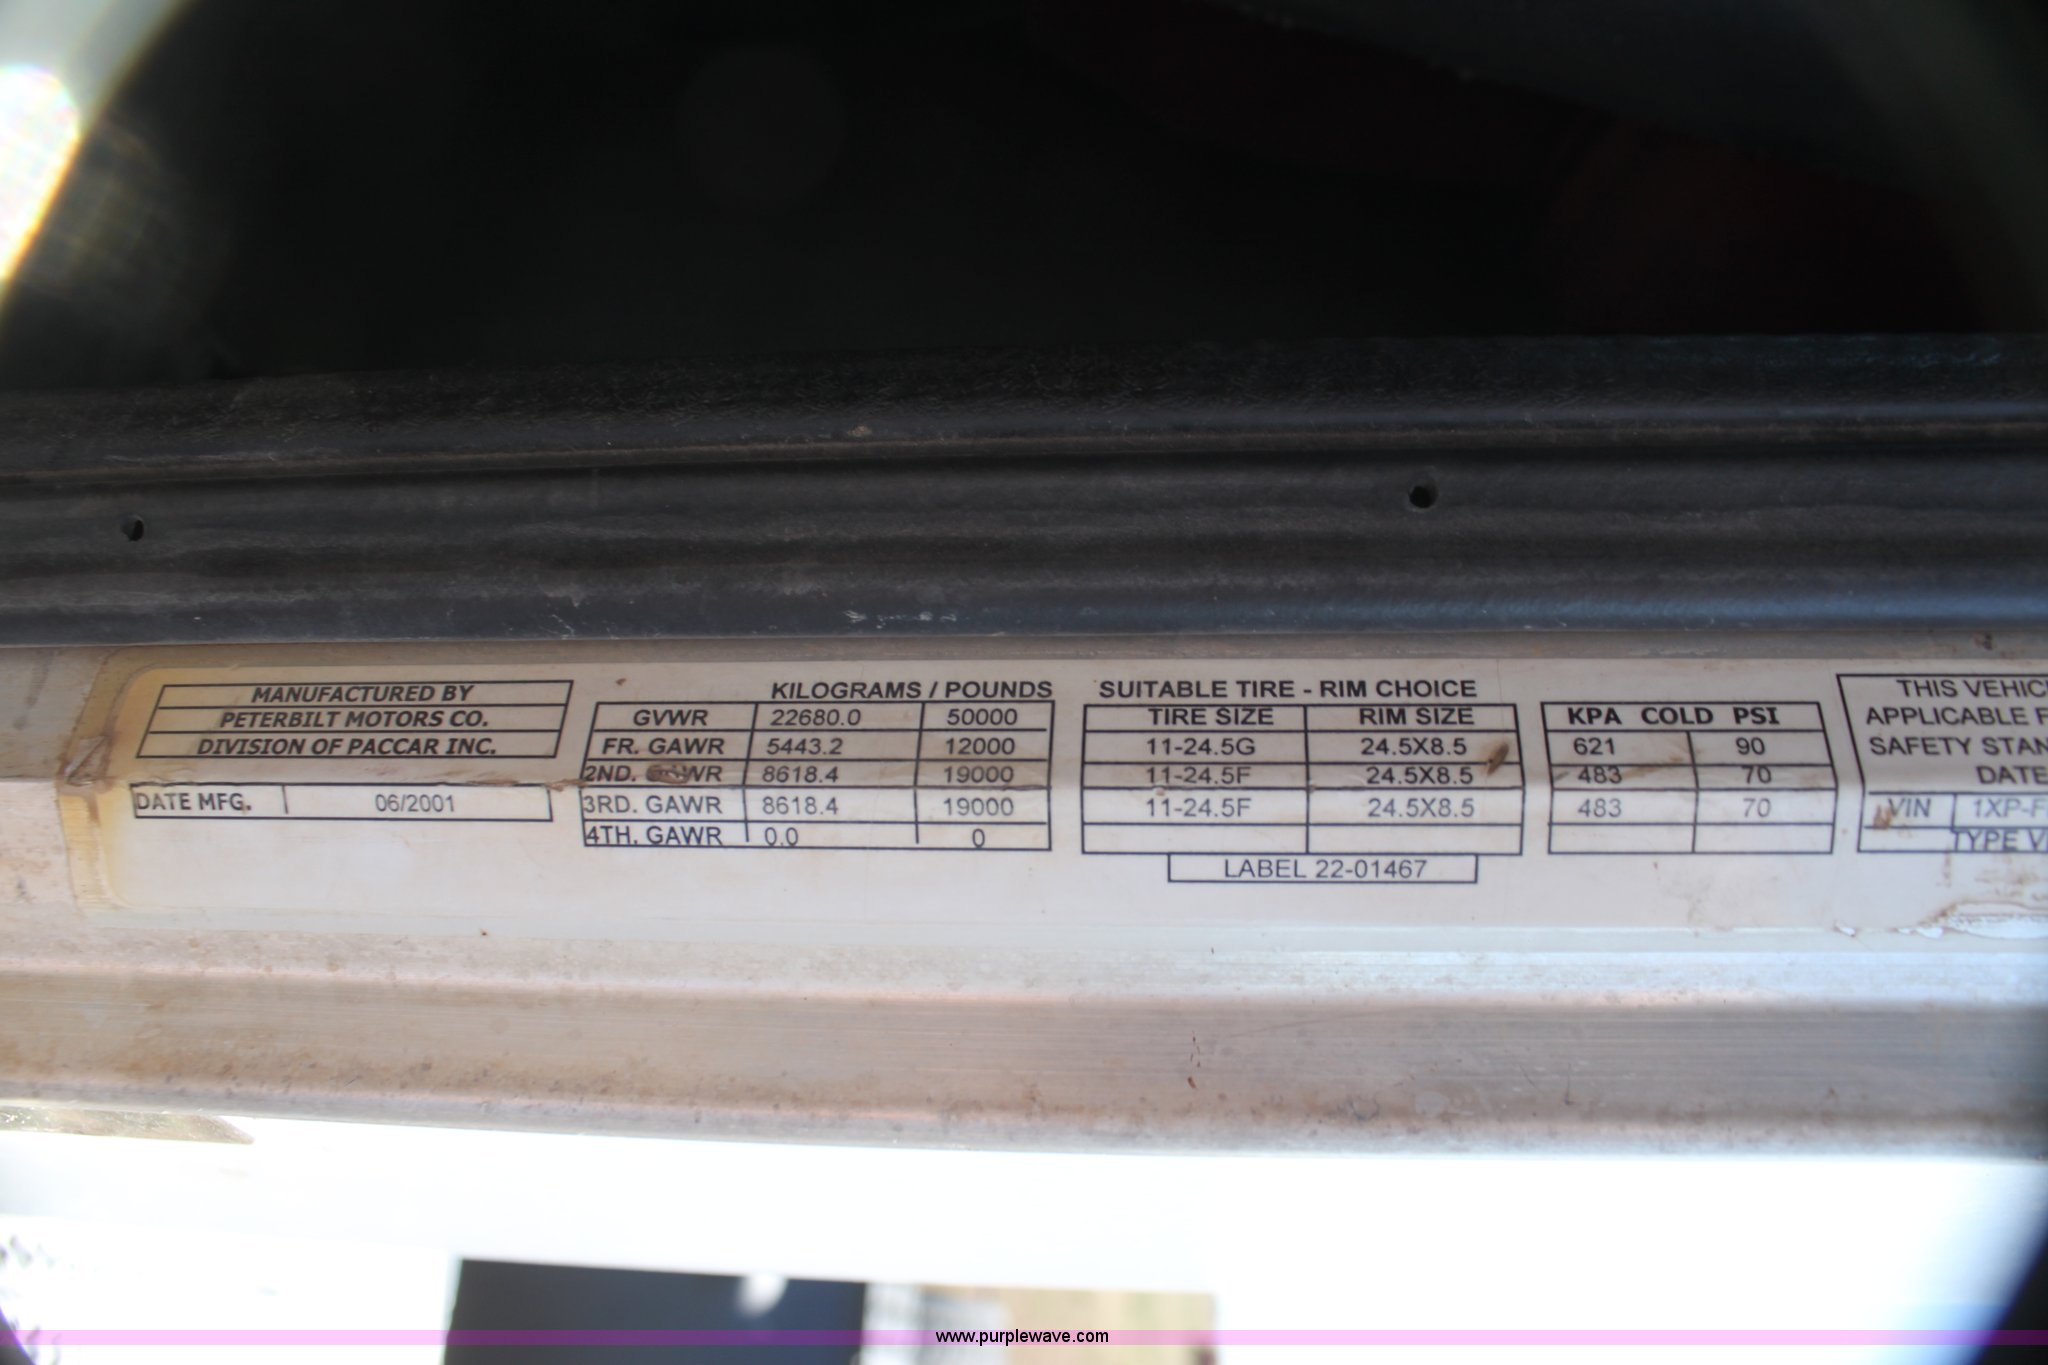 MANUFACTURED BY
PETERBILT MOTORS CO.
DIVISION OF PACCAR INC.
DATE MFG. 06/2001
KILOGRAMS / POUNDS
GVWR 22680.0 50000
FR. GAWR 5443.2 12000
2ND. GAWR 8618.4 19000
3RD. GAWR 8618.4 19000
4TH. GAWR 0.0 0
SUITABLE TIRE - RIM CHOICE
TIRE SIZE RIM SIZE
11-24.5G 24.5X8.5
11-24.5F 24.5X8.5
11-24.5F 24.5X8.5
LABEL 22-01467
KPA COLD PSI
621 90
483 70
483 70
THIS VEHIC
APPLICABLE F
SAFETY STAN
DATE
VIN 1XP-F
TYPE V
www.purplewave.com